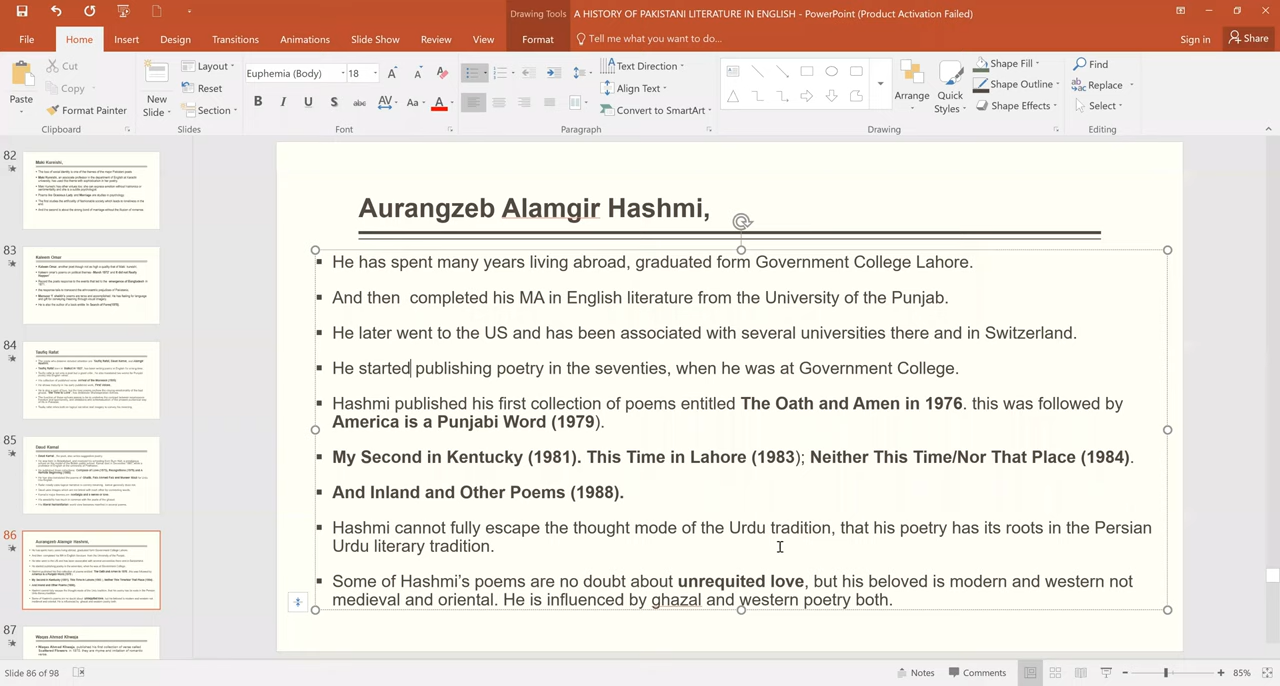 Drawing Tools
A HISTORY OF PAKISTANI LITERATURE IN ENGLISH - PowerPoint (Product Activation Failed)
File Home Insert Design Transitions Animations Slide Show Review View Format Tell me what you want to do... Sign in Share
Paste
Cut
Copy
Format Painter
Clipboard
New Slide
Layout
Reset
Section
Slides
Euphemia (Body) 18
B I U S abc AV Aa A
Font
Text Direction
Align Text
Convert to SmartArt
Paragraph
Arrange
Quick Styles
Shape Fill
Shape Outline
Shape Effects
Drawing
Find
Replace
Select
Editing
82
83
84
85
86
87
Aurangzeb Alamgir Hashmi,
He has spent many years living abroad, graduated form Government College Lahore.
And then completed his MA in English literature from the University of the Punjab.
He later went to the US and has been associated with several universities there and in Switzerland.
He started publishing poetry in the seventies, when he was at Government College.
Hashmi published his first collection of poems entitled The Oath and Amen in 1976. this was followed by
America is a Punjabi Word (1979).
My Second in Kentucky (1981). This Time in Lahore (1983); Neither This Time/Nor That Place (1984).
And Inland and Other Poems (1988).
Hashmi cannot fully escape the thought mode of the Urdu tradition, that his poetry has its roots in the Persian
Urdu literary tradition.
Some of Hashmi's poems are no doubt about unrequited love, but his beloved is modern and western not
medieval and oriental. He is influenced by ghazal and western poetry both.
Slide 86 of 98
Notes
Comments
85%